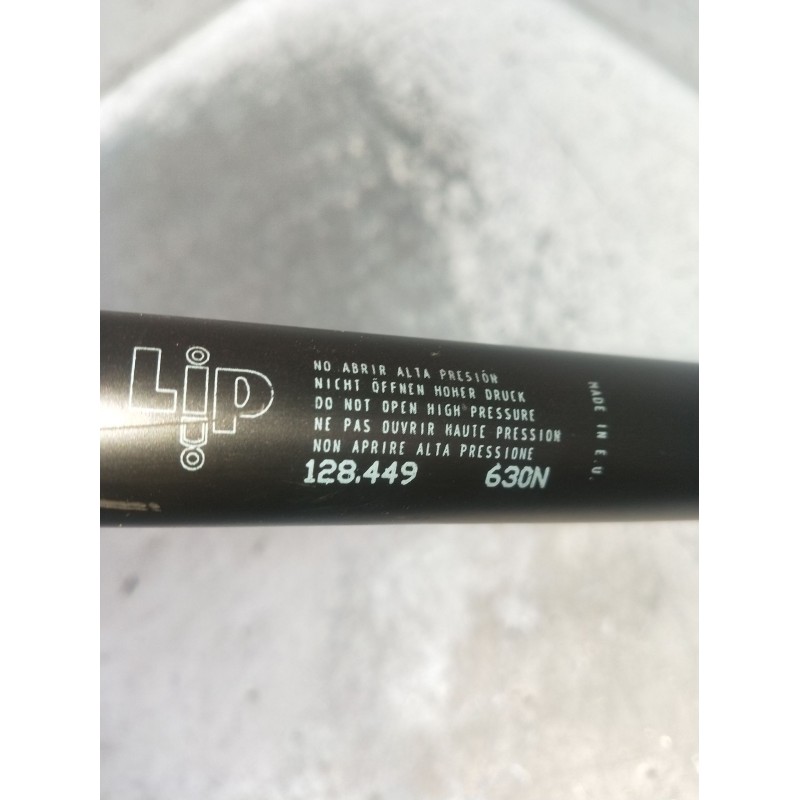 Lip
NO ABRIR ALTA PRESIÓN
NICHT ÖFFNEN HOHER DRUCK
DO NOT OPEN HIGH PRESSURE
NE PAS OUVRIR HAUTE PRESSION
NON APRIRE ALTA PRESSIONE
128.449 630N
MADE IN E.U.